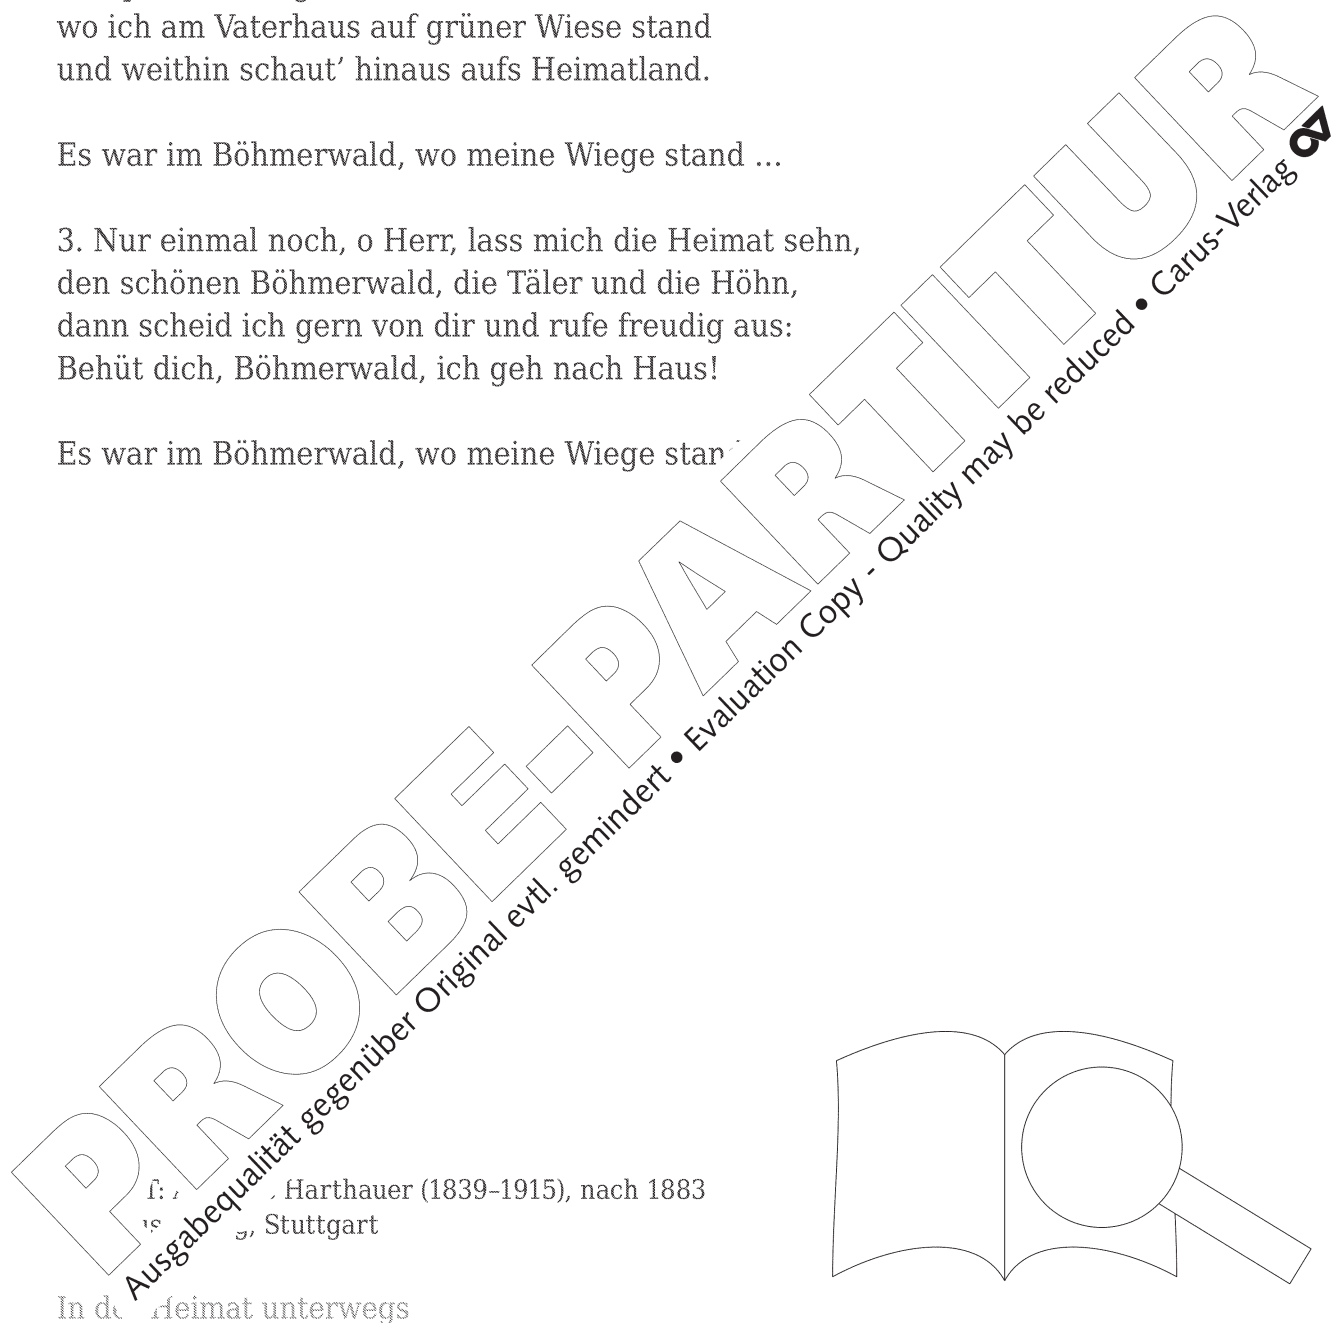 wo ich am Vaterhaus auf grüner Wiese stand
und weithin schaut’ hinaus aufs Heimatland.
Es war im Böhmerwald, wo meine Wiege stand ...
3. Nur einmal noch, o Herr, lass mich die Heimat sehn,
den schönen Böhmerwald, die Täler und die Höhn,
dann scheid ich gern von dir und rufe freudig aus:
Behüt dich, Böhmerwald, ich geh nach Haus!
Es war im Böhmerwald, wo meine Wiege stand
PROBE-PARTITUR
Ausgabequalität gegenüber Original evtl. gemindert • Evaluation Copy - Quality may be reduced • Carus-Verlag
Harthauer (1839–1915), nach 1883
Stuttgart
In der Heimat unterwegs